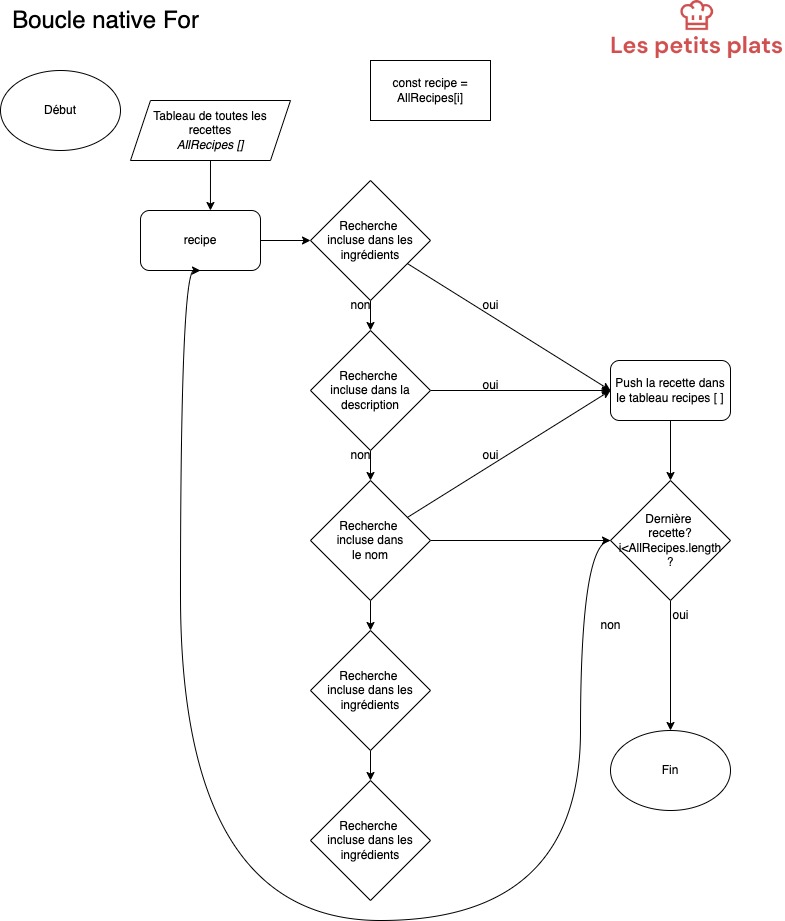 Boucle native For
Les petits plats
const recipe =
AllRecipes[i]
Début
Tableau de toutes les
recettes
AllRecipes []
recipe
Recherche
incluse dans les
ingrédients
non
oui
Recherche
incluse dans la
description
oui
Push la recette dans
le tableau recipes [ ]
non
oui
Recherche
incluse dans
le nom
Dernière
recette?
i<AllRecipes.length
?
non
oui
Recherche
incluse dans les
ingrédients
Fin
Recherche
incluse dans les
ingrédients